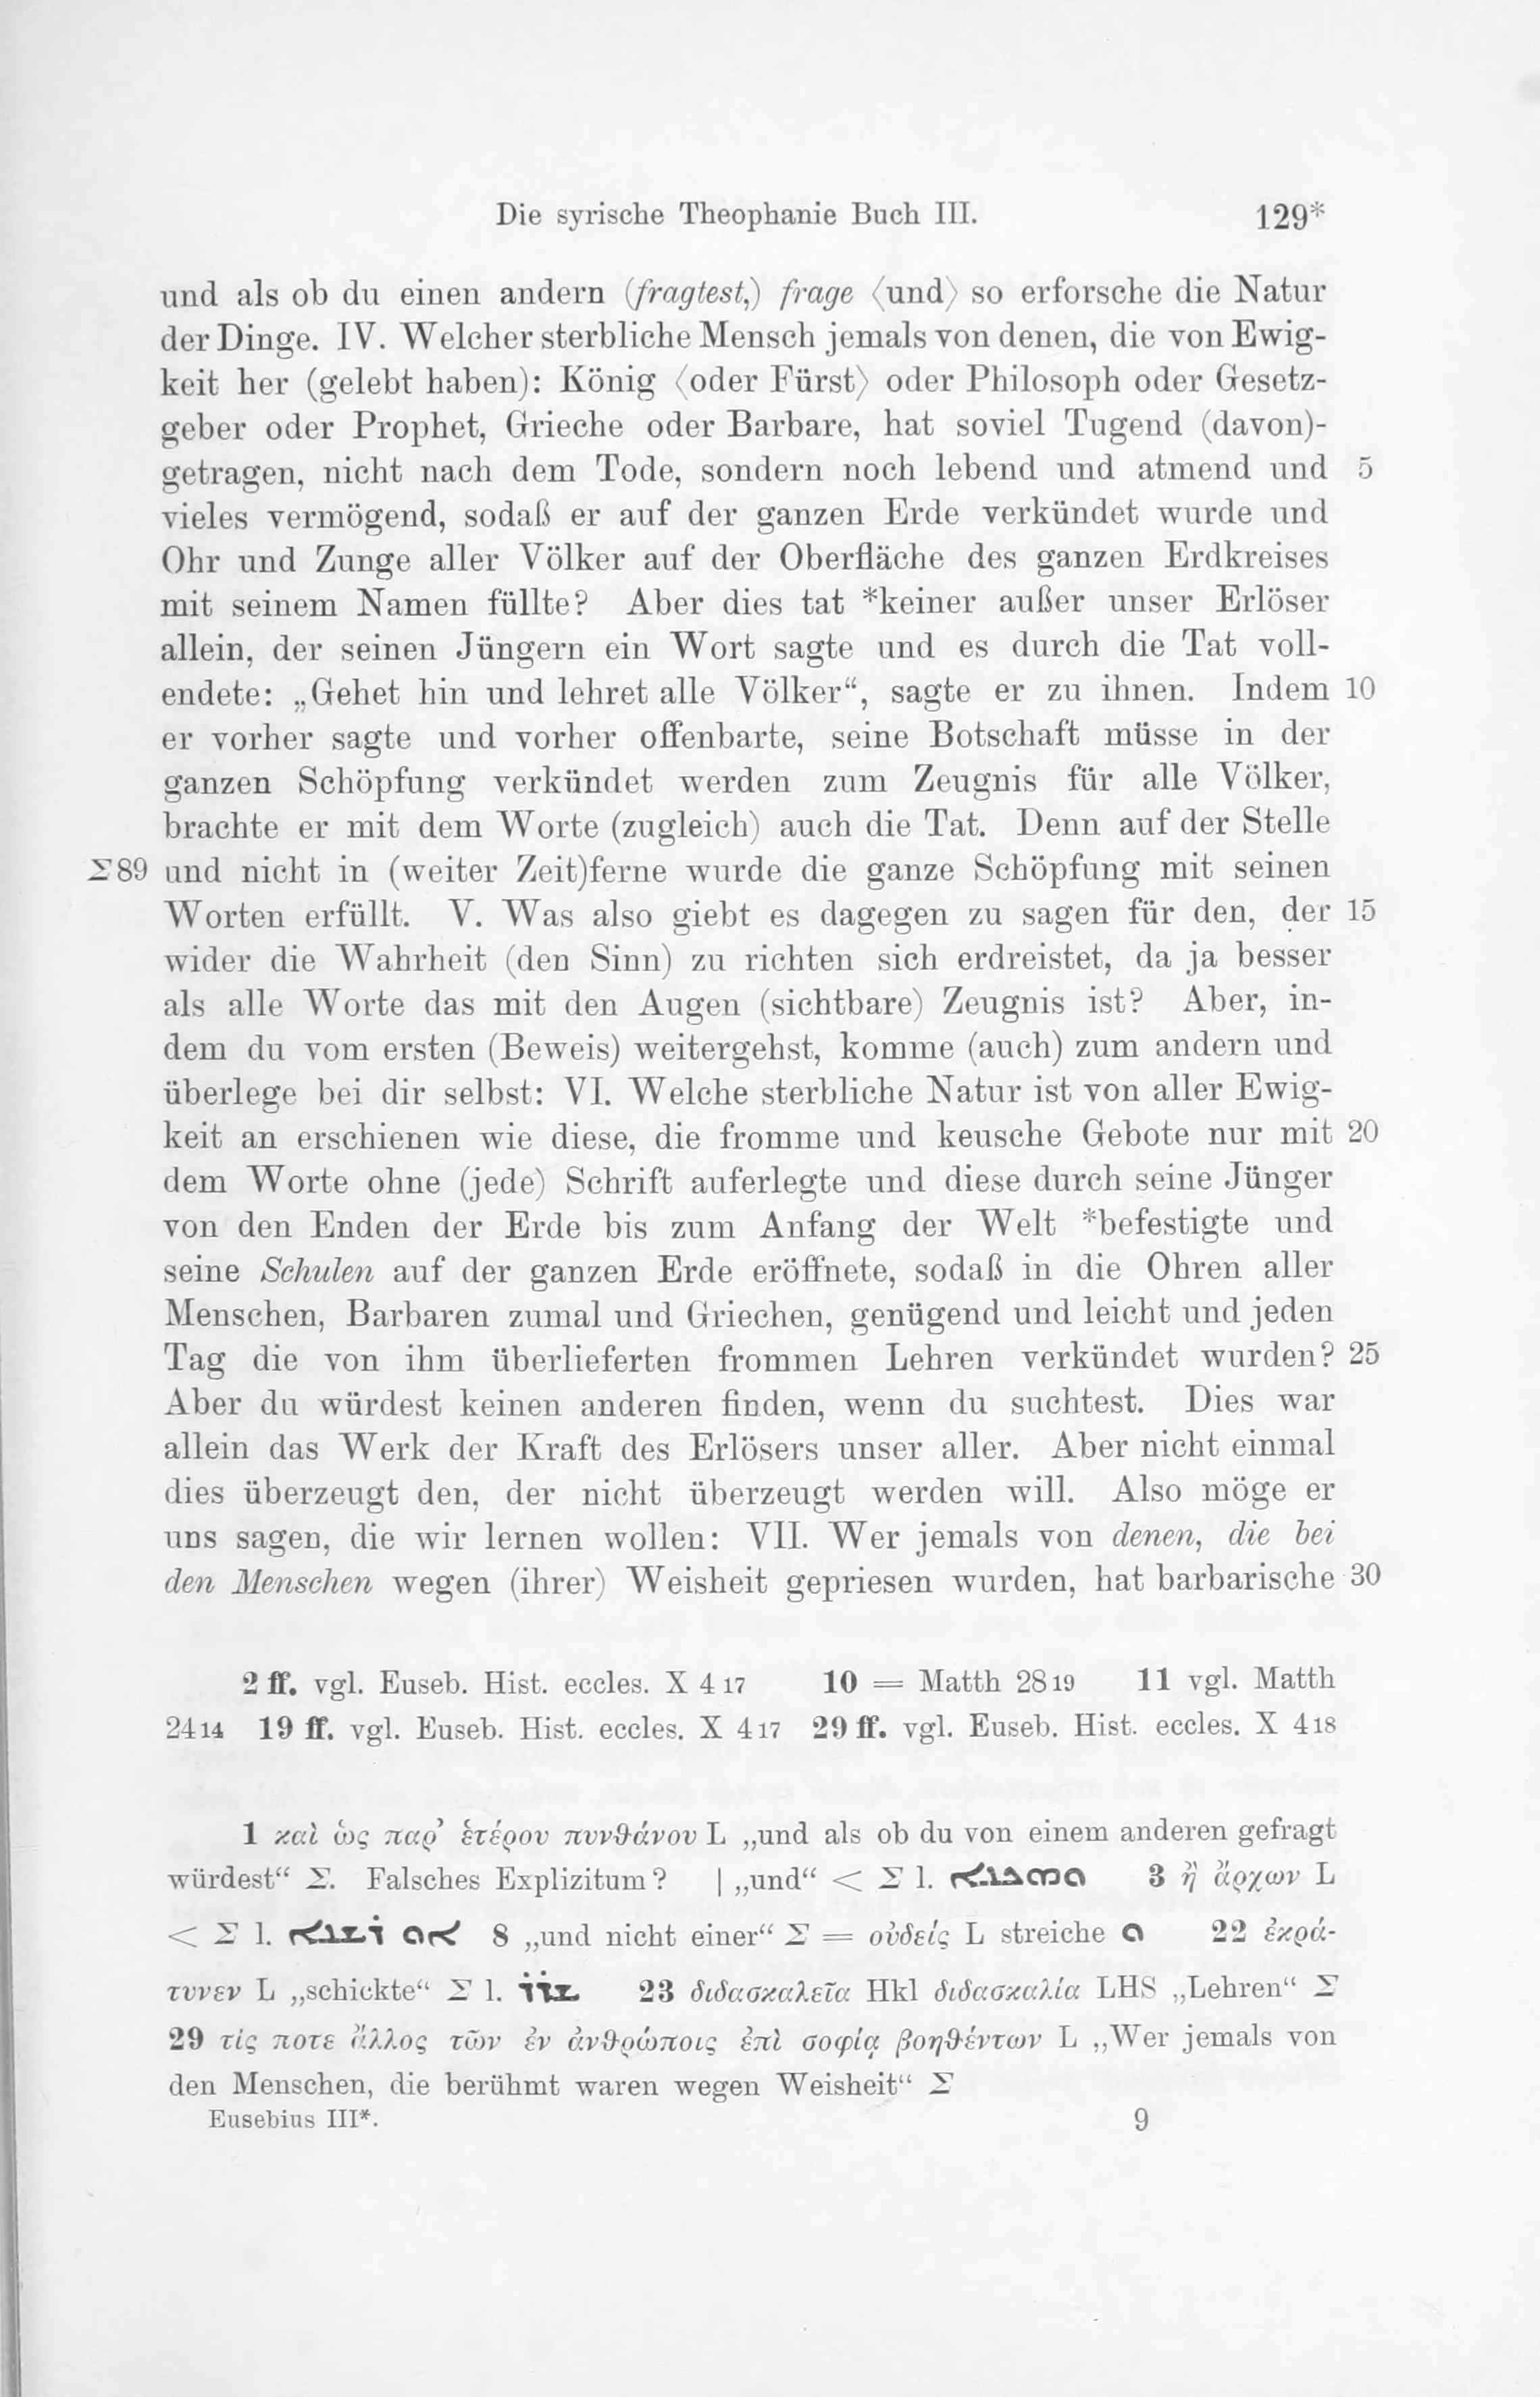 Die syrische Theophanie Buch III. 129*
und als ob du einen andern (fragtest,) frage ⟨und⟩ so erforsche die Natur
der Dinge. IV. Welcher sterbliche Mensch jemals von denen, die von Ewig-
keit her (gelebt haben): König ⟨oder Fürst⟩ oder Philosoph oder Gesetz-
geber oder Prophet, Grieche oder Barbare, hat soviel Tugend (davon)-
getragen, nicht nach dem Tode, sondern noch lebend und atmend und 5
vieles vermögend, sodaß er auf der ganzen Erde verkündet wurde und
Ohr und Zunge aller Völker auf der Oberfläche des ganzen Erdkreises
mit seinem Namen füllte? Aber dies tat *keiner außer unser Erlöser
allein, der seinen Jüngern ein Wort sagte und es durch die Tat voll-
endete: „Gehet hin und lehret alle Völker“, sagte er zu ihnen. Indem 10
er vorher sagte und vorher offenbarte, seine Botschaft müsse in der
ganzen Schöpfung verkündet werden zum Zeugnis für alle Völker,
brachte er mit dem Worte (zugleich) auch die Tat. Denn auf der Stelle
Σ89 und nicht in (weiter Zeit)ferne wurde die ganze Schöpfung mit seinen
Worten erfüllt. V. Was also giebt es dagegen zu sagen für den, der 15
wider die Wahrheit (den Sinn) zu richten sich erdreistet, da ja besser
als alle Worte das mit den Augen (sichtbare) Zeugnis ist? Aber, in-
dem du vom ersten (Beweis) weitergehst, komme (auch) zum andern und
überlege bei dir selbst: VI. Welche sterbliche Natur ist von aller Ewig-
keit an erschienen wie diese, die fromme und keusche Gebote nur mit 20
dem Worte ohne (jede) Schrift auferlegte und diese durch seine Jünger
von den Enden der Erde bis zum Anfang der Welt *befestigte und
seine Schulen auf der ganzen Erde eröffnete, sodaß in die Ohren aller
Menschen, Barbaren zumal und Griechen, genügend und leicht und jeden
Tag die von ihm überlieferten frommen Lehren verkündet wurden? 25
Aber du würdest keinen anderen finden, wenn du suchtest. Dies war
allein das Werk der Kraft des Erlösers unser aller. Aber nicht einmal
dies überzeugt den, der nicht überzeugt werden will. Also möge er
uns sagen, die wir lernen wollen: VII. Wer jemals von denen, die bei
den Menschen wegen (ihrer) Weisheit gepriesen wurden, hat barbarische 30
2 ff. vgl. Euseb. Hist. eccles. X 4 17 10 = Matth 28 19 11 vgl. Matth
24 14 19 ff. vgl. Euseb. Hist. eccles. X 4 17 29 ff. vgl. Euseb. Hist. eccles. X 4 18
1 καὶ ὡς παρ’ ἑτέρου πυνθάνου L „und als ob du von einem anderen gefragt
würdest“ Σ. Falsches Explizitum? | „und“ < Σ l. ܘܣܒܝܢܐ 3 ἢ ἄρχων L
< Σ l. ܐܘ ܪܝܫܢܐ 8 „und nicht einer“ Σ = οὐδείς L streiche ܘ 22 ἐκρά-
τυνεν L „schickte“ Σ l. ܫܪܪ 23 διδασκαλεῖα Hkl διδασκαλία LHS „Lehren“ Σ
29 τίς ποτε ἄλλος τῶν ἐν ἀνθρώποις ἐπὶ σοφίᾳ βοηθέντων L „Wer jemals von
den Menschen, die berühmt waren wegen Weisheit“ Σ
Eusebius III*. 9